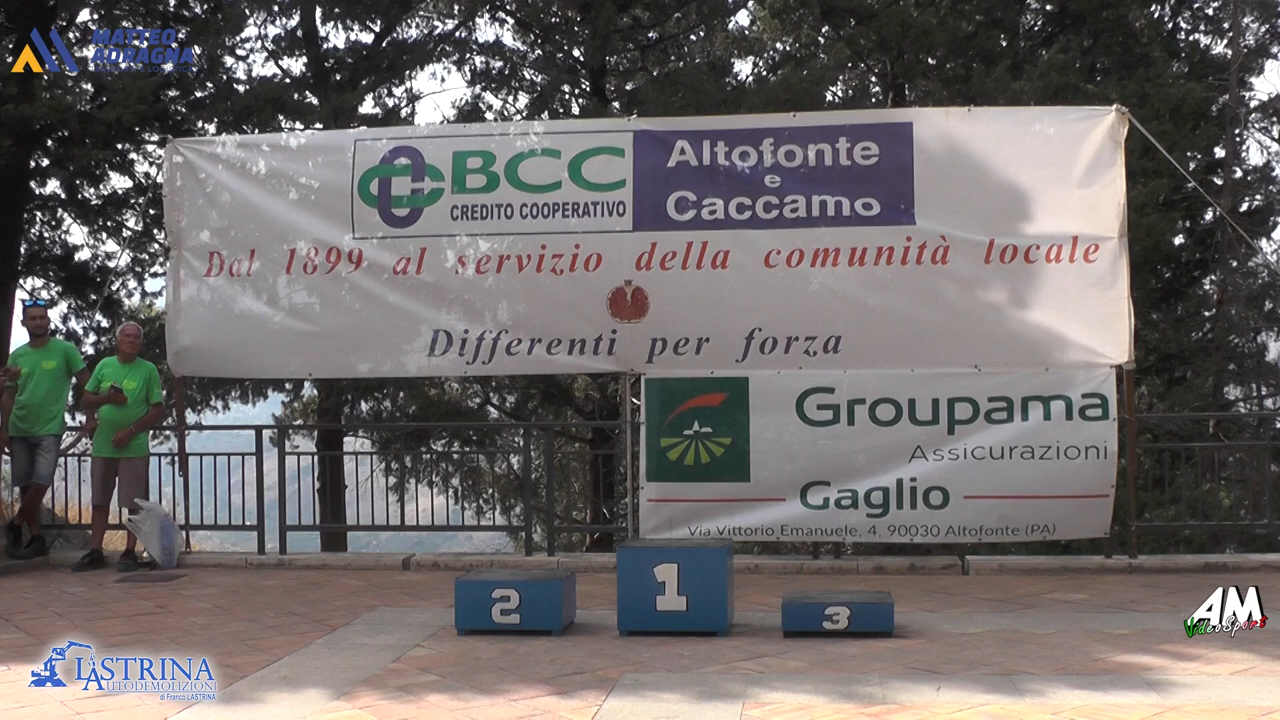 MATTEO
ADRAGNA
BCC
CREDITO COOPERATIVO
Altofonte
e
Caccamo
Dal 1899 al servizio della comunità locale
Differenti per forza
Groupama
Assicurazioni
Gaglio
Via Vittorio Emanuele, 4, 90030 Altofonte (PA)
2
1
3
AM
VideoSport
LASTRINA
AUTODEMOLIZIONI
di Franco LASTRINA